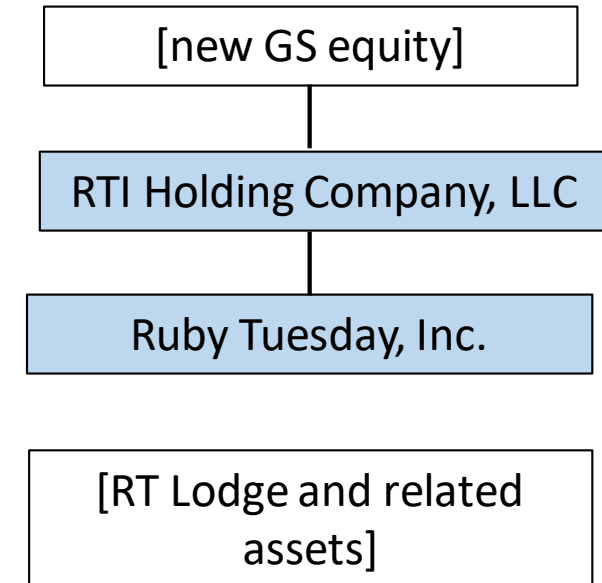 [new GS equity]
RTI Holding Company, LLC
Ruby Tuesday, Inc.
[RT Lodge and related
assets]